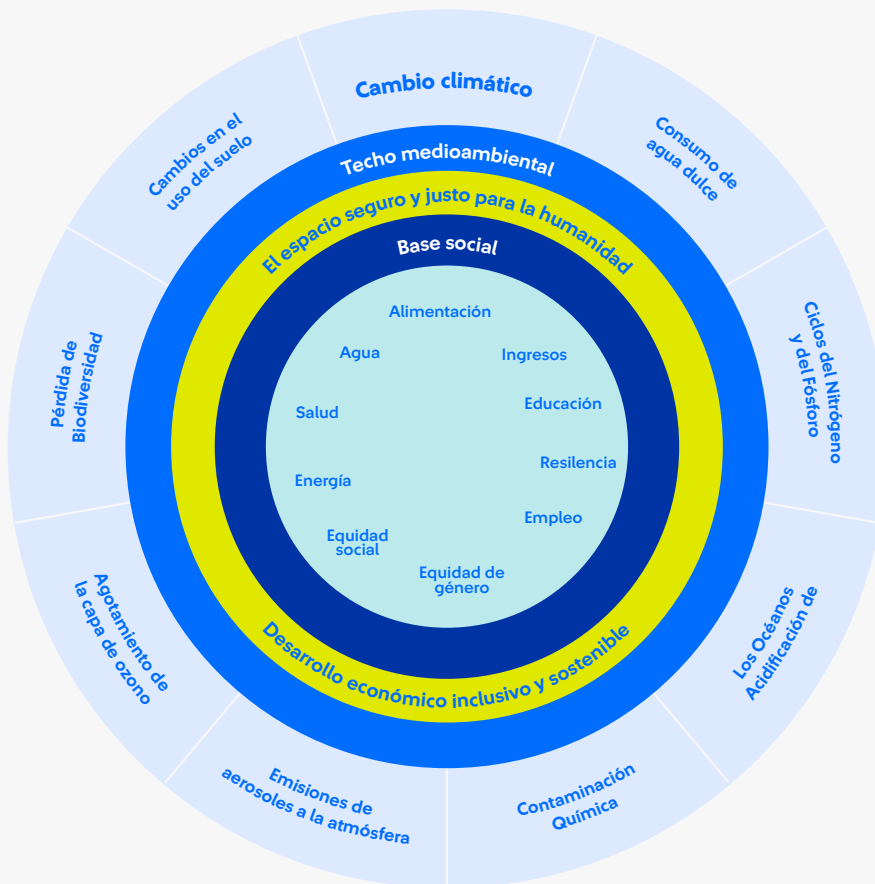 Cambio climático
Consumo de
agua dulce
Ciclos del Nitrógeno
y del Fósforo
Los Océanos
Acidificación de
Contaminación
Química
Emisiones de
aerosoles a la atmósfera
Agotamiento de
la capa de ozono
Pérdida de
Biodiversidad
Cambios en el
uso del suelo
Techo medioambiental
El espacio seguro y justo para la humanidad
Base social
Alimentación
Agua
Ingresos
Salud
Educación
Resilencia
Energía
Empleo
Equidad
social
Equidad de
género
Desarrollo económico inclusivo y sostenible